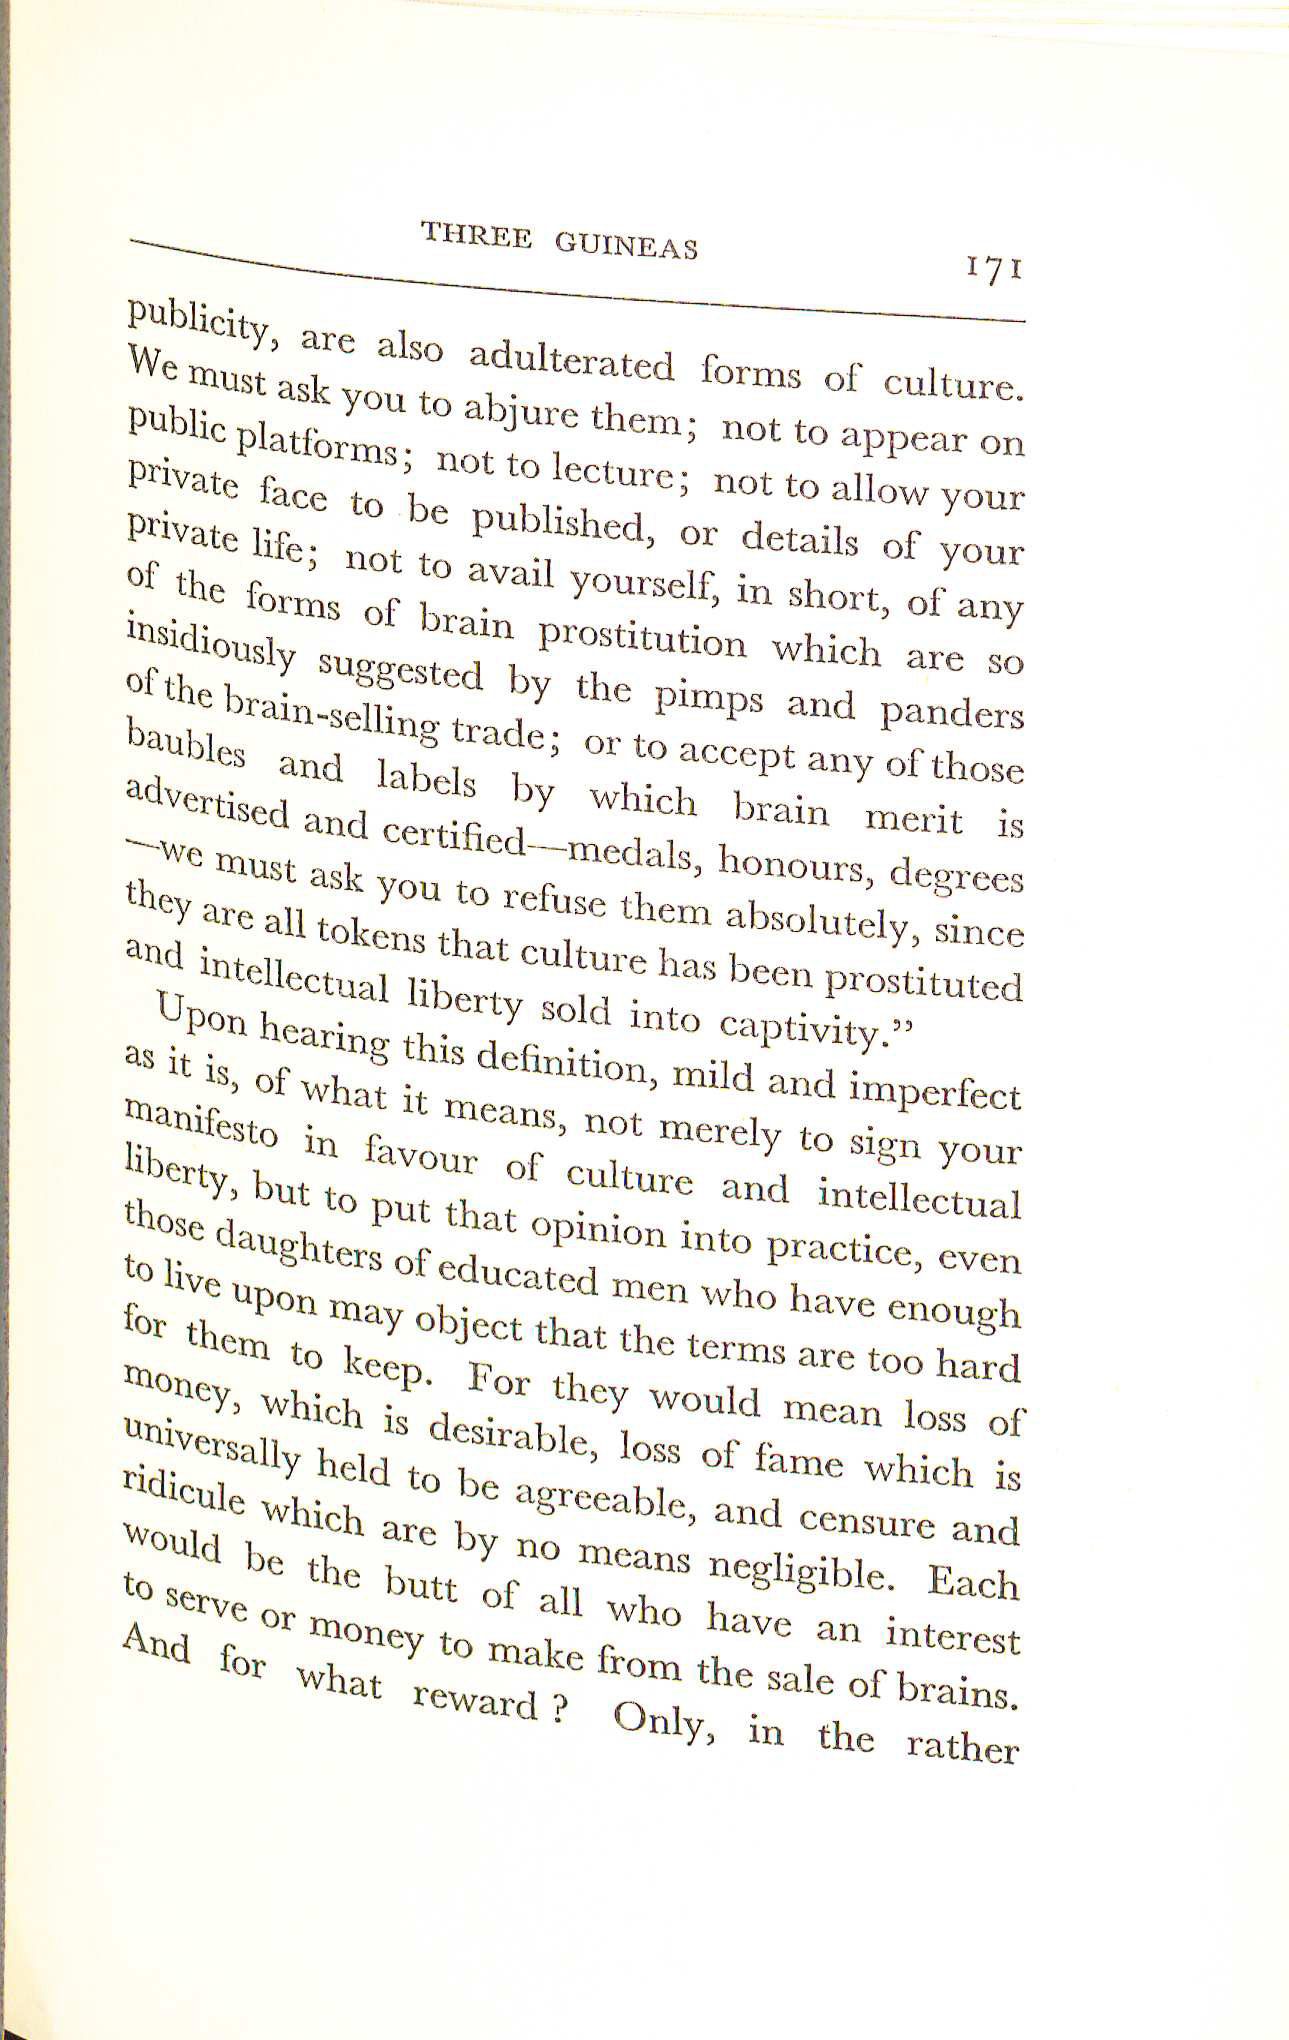 THREE GUINEAS 171
publicity, are also adulterated forms of culture.
We must ask you to abjure them; not to appear on
public platforms; not to lecture; not to allow your
private face to be published, or details of your
private life; not to avail yourself, in short, of any
of the forms of brain prostitution which are so
insidiously suggested by the pimps and panders
of the brain-selling trade; or to accept any of those
baubles and labels by which brain merit is
advertised and certified—medals, honours, degrees
—we must ask you to refuse them absolutely, since
they are all tokens that culture has been prostituted
and intellectual liberty sold into captivity.”
Upon hearing this definition, mild and imperfect
as it is, of what it means, not merely to sign your
manifesto in favour of culture and intellectual
liberty, but to put that opinion into practice, even
those daughters of educated men who have enough
to live upon may object that the terms are too hard
for them to keep. For they would mean loss of
money, which is desirable, loss of fame which is
universally held to be agreeable, and censure and
ridicule which are by no means negligible. Each
would be the butt of all who have an interest
to serve or money to make from the sale of brains.
And for what reward? Only, in the rather